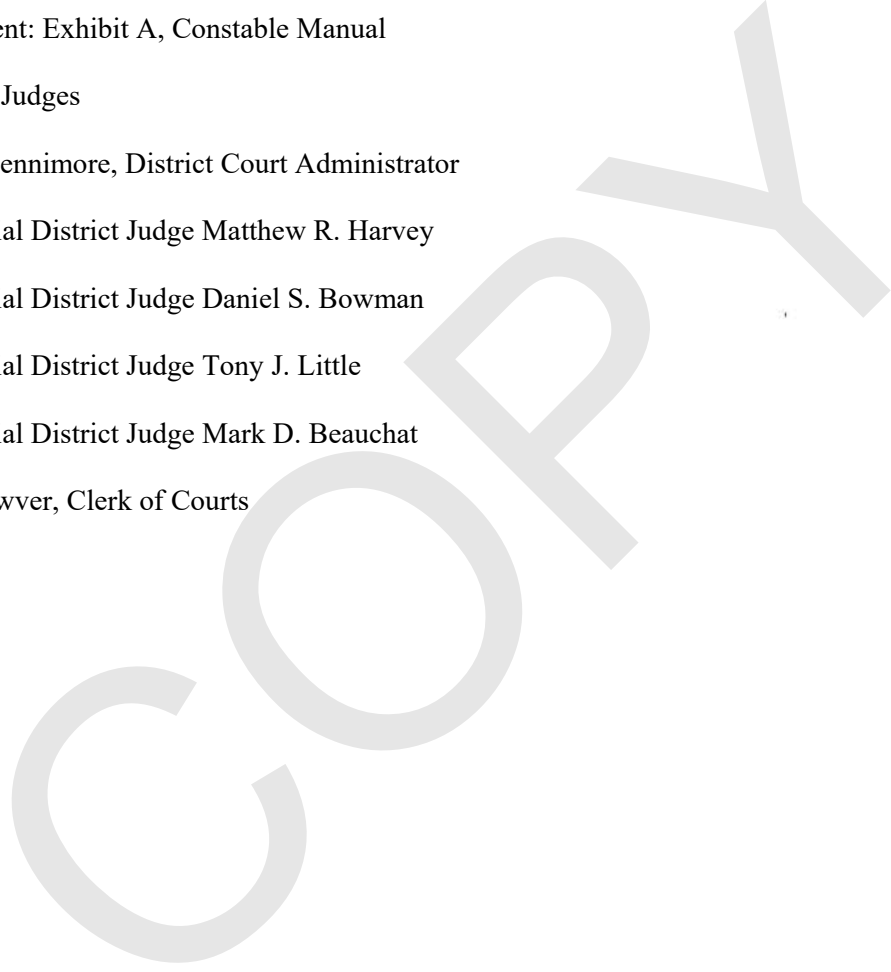 ent: Exhibit A, Constable Manual
Judges
ennimore, District Court Administrator
al District Judge Matthew R. Harvey
al District Judge Daniel S. Bowman
al District Judge Tony J. Little
al District Judge Mark D. Beauchat
wver, Clerk of Courts
COPY